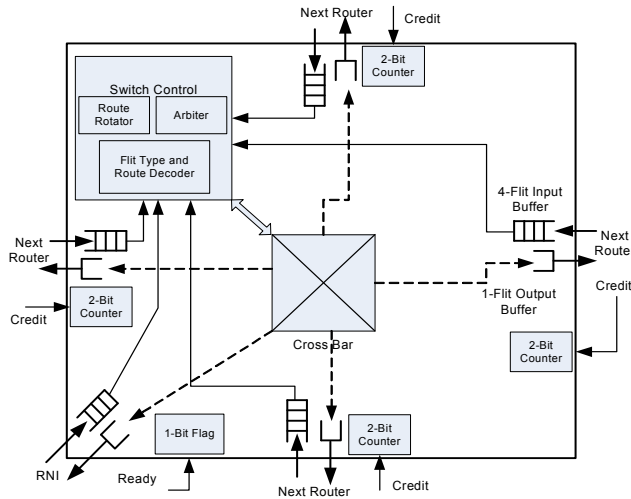 Next Router
Credit
2-Bit
Counter
Switch Control
Route
Rotator
Arbiter
Flit Type and
Route Decoder
4-Flit Input
Buffer
Next
Router
Next
Route
1-Flit Output
Buffer
Credit
2-Bit
Counter
Credit
Cross Bar
2-Bit
Counter
1-Bit Flag
2-Bit
Counter
RNI
Ready
Next Router
Credit